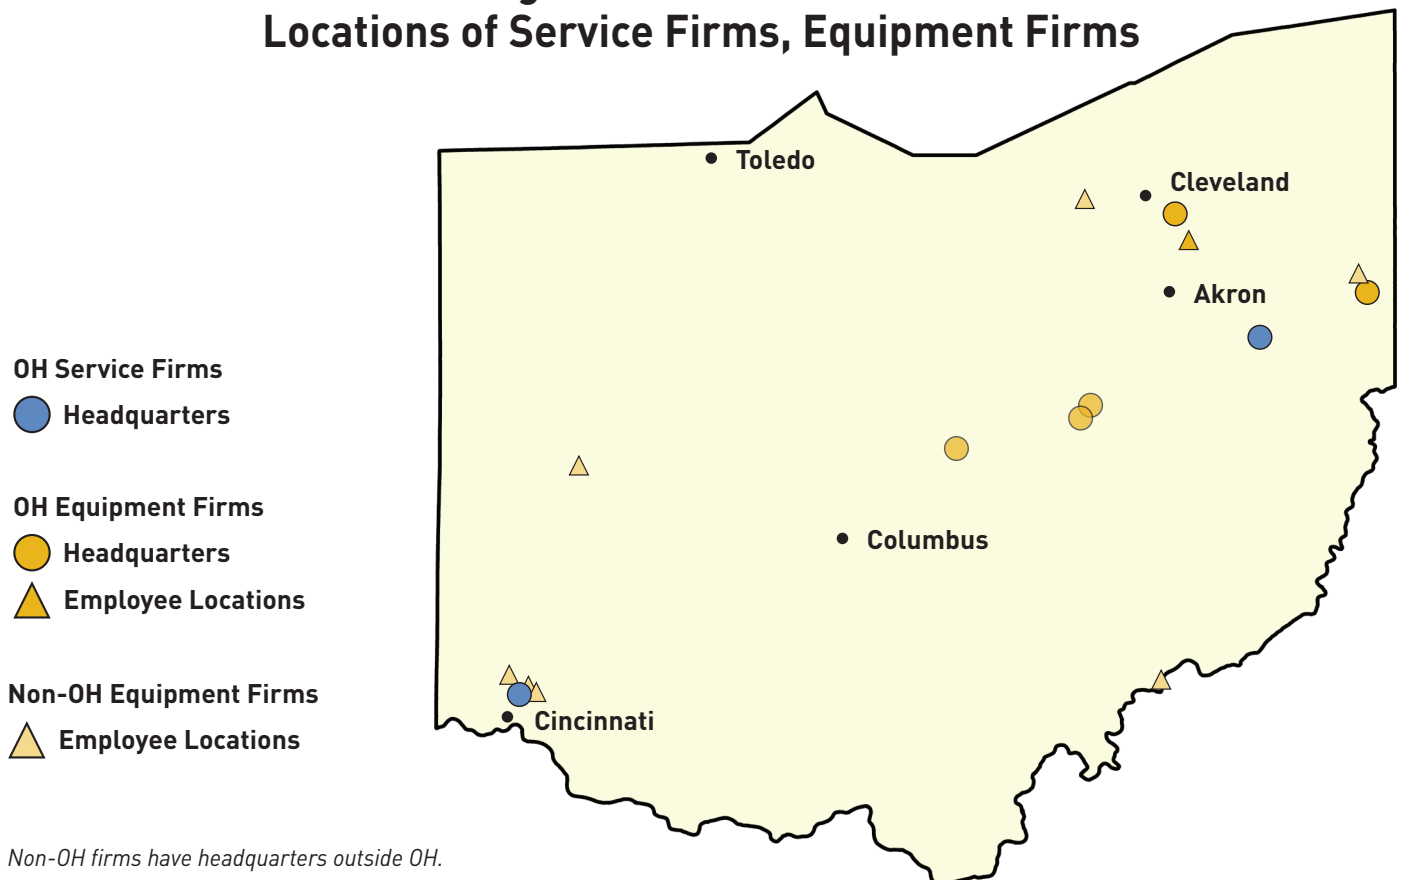 Locations of Service Firms, Equipment Firms
Toledo
Cleveland
Akron
OH Service Firms
Headquarters
OH Equipment Firms
Headquarters
Columbus
Employee Locations
Non-OH Equipment Firms
Cincinnati
Employee Locations
Non-OH firms have headquarters outside OH.